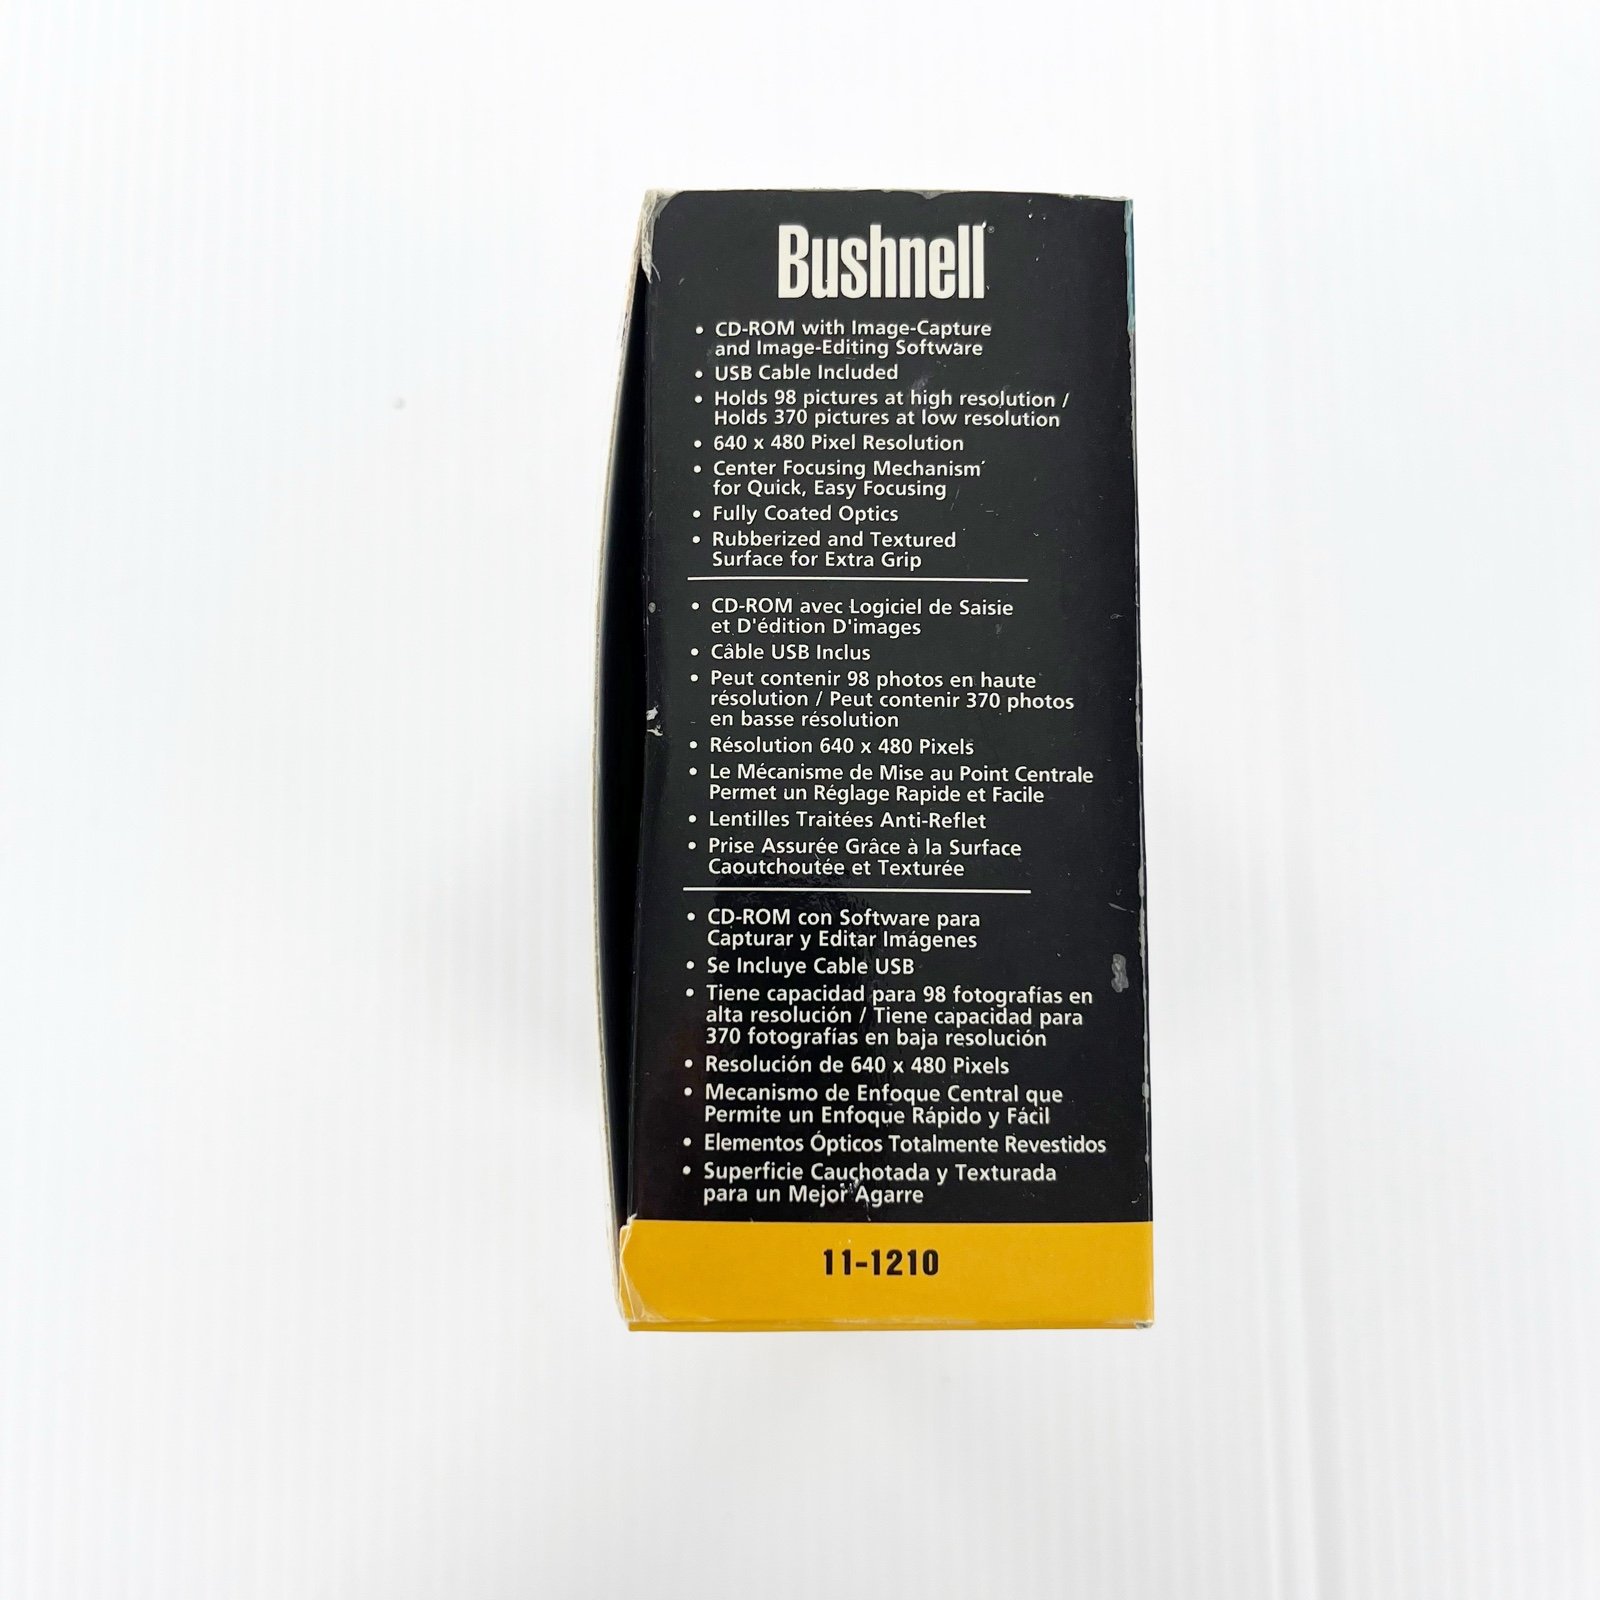 Bushnell
• CD-ROM with Image-Capture
and Image-Editing Software
• USB Cable Included
• Holds 98 pictures at high resolution /
Holds 370 pictures at low resolution
• 640 x 480 Pixel Resolution
• Center Focusing Mechanism
for Quick, Easy Focusing
• Fully Coated Optics
• Rubberized and Textured
Surface for Extra Grip
• CD-ROM avec Logiciel de Saisie
et D'édition D'images
• Câble USB Inclus
• Peut contenir 98 photos en haute
résolution / Peut contenir 370 photos
en basse résolution
• Résolution 640 x 480 Pixels
• Le Mécanisme de Mise au Point Centrale
Permet un Réglage Rapide et Facile
• Lentilles Traitées Anti-Reflet
• Prise Assurée Grâce à la Surface
Caoutchoutée et Texturée
• CD-ROM con Software para
Capturar y Editar Imágenes
• Se Incluye Cable USB
• Tiene capacidad para 98 fotografías en
alta resolución / Tiene capacidad para
370 fotografías en baja resolución
• Resolución de 640 x 480 Pixels
• Mecanismo de Enfoque Central que
Permite un Enfoque Rápido y Fácil
• Elementos Ópticos Totalmente Revestidos
• Superficie Cauchotada y Texturada
para un Mejor Agarre
11-1210